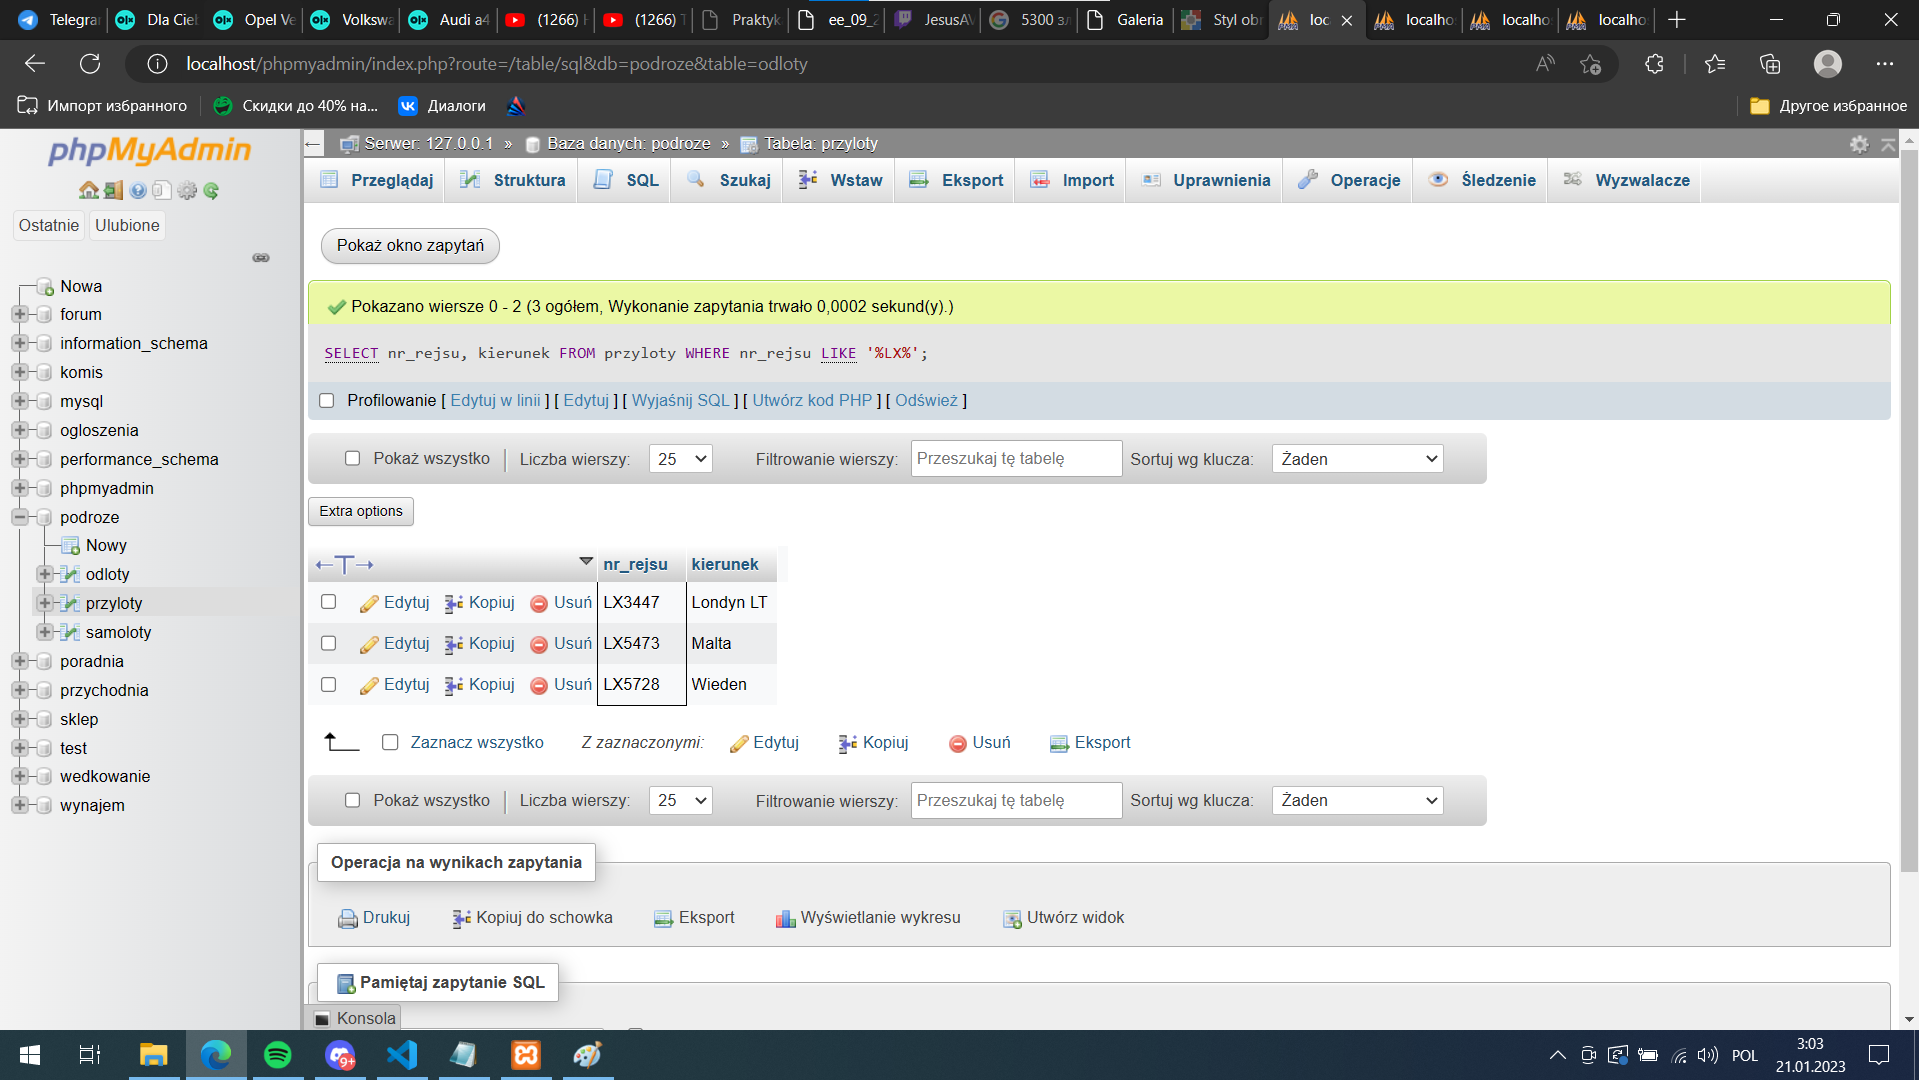 Telegra
Dla Cieb
Opel Ve
Volkswa
Audi a4
(1266)
(1266)
Praktyk
ee_09_2
JesusAV
5300 зл
Galeria
Styl obr
loc
localho
localho
localho
localhost/phpmyadmin/index.php?route=/table/sql&db=podroze&table=odloty
Импорт избранного
Скидки до 40% на...
Диалоги
Другое избранное
phpMyAdmin
Ostatnie
Ulubione
Nowa
forum
information_schema
komis
mysql
ogloszenia
performance_schema
phpmyadmin
podroze
Nowy
odloty
przyloty
samoloty
poradnia
przychodnia
sklep
test
wedkowanie
wynajem
Serwer: 127.0.0.1 » Baza danych: podroze » Tabela: przyloty
Przeglądaj
Struktura
SQL
Szukaj
Wstaw
Eksport
Import
Uprawnienia
Operacje
Śledzenie
Wyzwalacze
Pokaż okno zapytań
Pokazano wiersze 0 - 2 (3 ogółem, Wykonanie zapytania trwało 0,0002 sekund(y).)
SELECT nr_rejsu, kierunek FROM przyloty WHERE nr_rejsu LIKE '%LX%';
Profilowanie [ Edytuj w linii ] [ Edytuj ] [ Wyjaśnij SQL ] [ Utwórz kod PHP ] [ Odśwież ]
Pokaż wszystko Liczba wierszy: 25 Filtrowanie wierszy: Przeszukaj tę tabelę Sortuj wg klucza: Żaden
Extra options
←T→ nr_rejsu kierunek
Edytuj Kopiuj Usuń LX3447 Londyn LT
Edytuj Kopiuj Usuń LX5473 Malta
Edytuj Kopiuj Usuń LX5728 Wieden
Zaznacz wszystko Z zaznaczonymi: Edytuj Kopiuj Usuń Eksport
Pokaż wszystko Liczba wierszy: 25 Filtrowanie wierszy: Przeszukaj tę tabelę Sortuj wg klucza: Żaden
Operacja na wynikach zapytania
Drukuj Kopiuj do schowka Eksport Wyświetlanie wykresu Utwórz widok
Pamiętaj zapytanie SQL
Konsola
9+
POL
3:03
21.01.2023